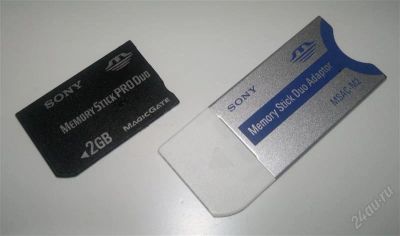 SONY
MEMORY STICK PRO DUO
2GB
MAGICGATE
SONY
Memory Stick Duo Adaptor
MSAC-M2
24au.ru